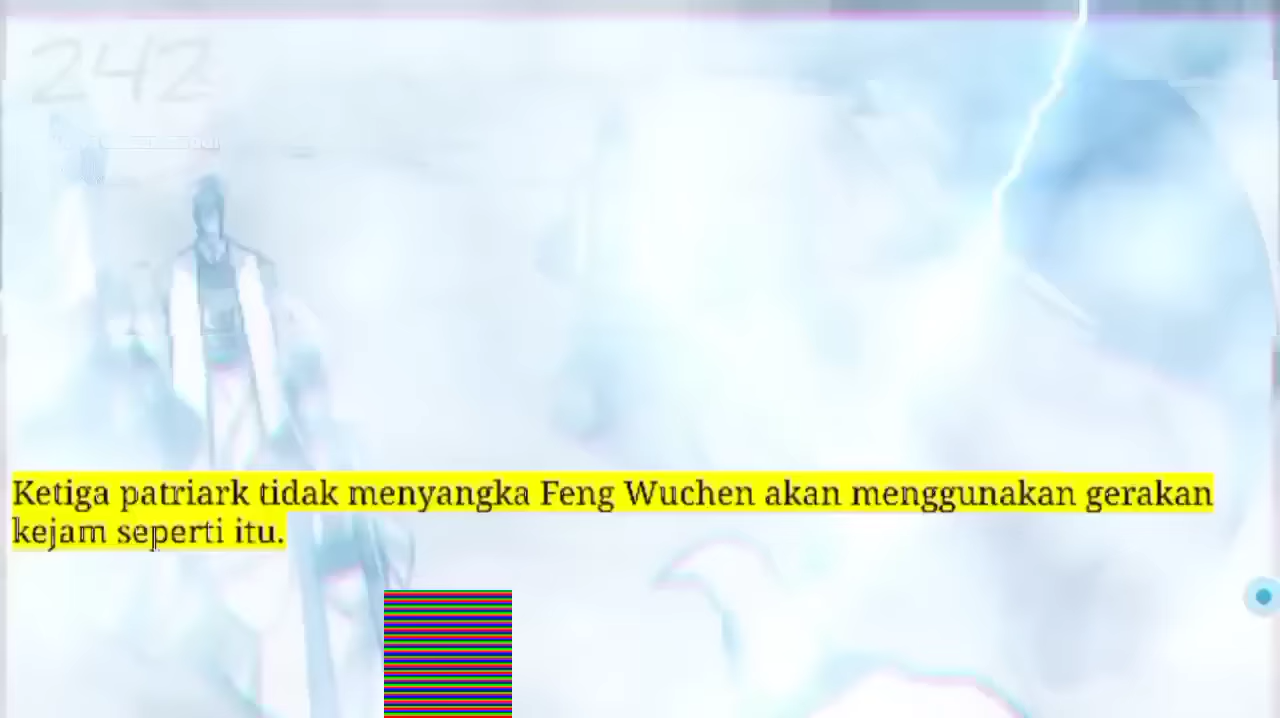 242
Ketiga patriark tidak menyangka Feng Wuchen akan menggunakan gerakan
kejam seperti itu.